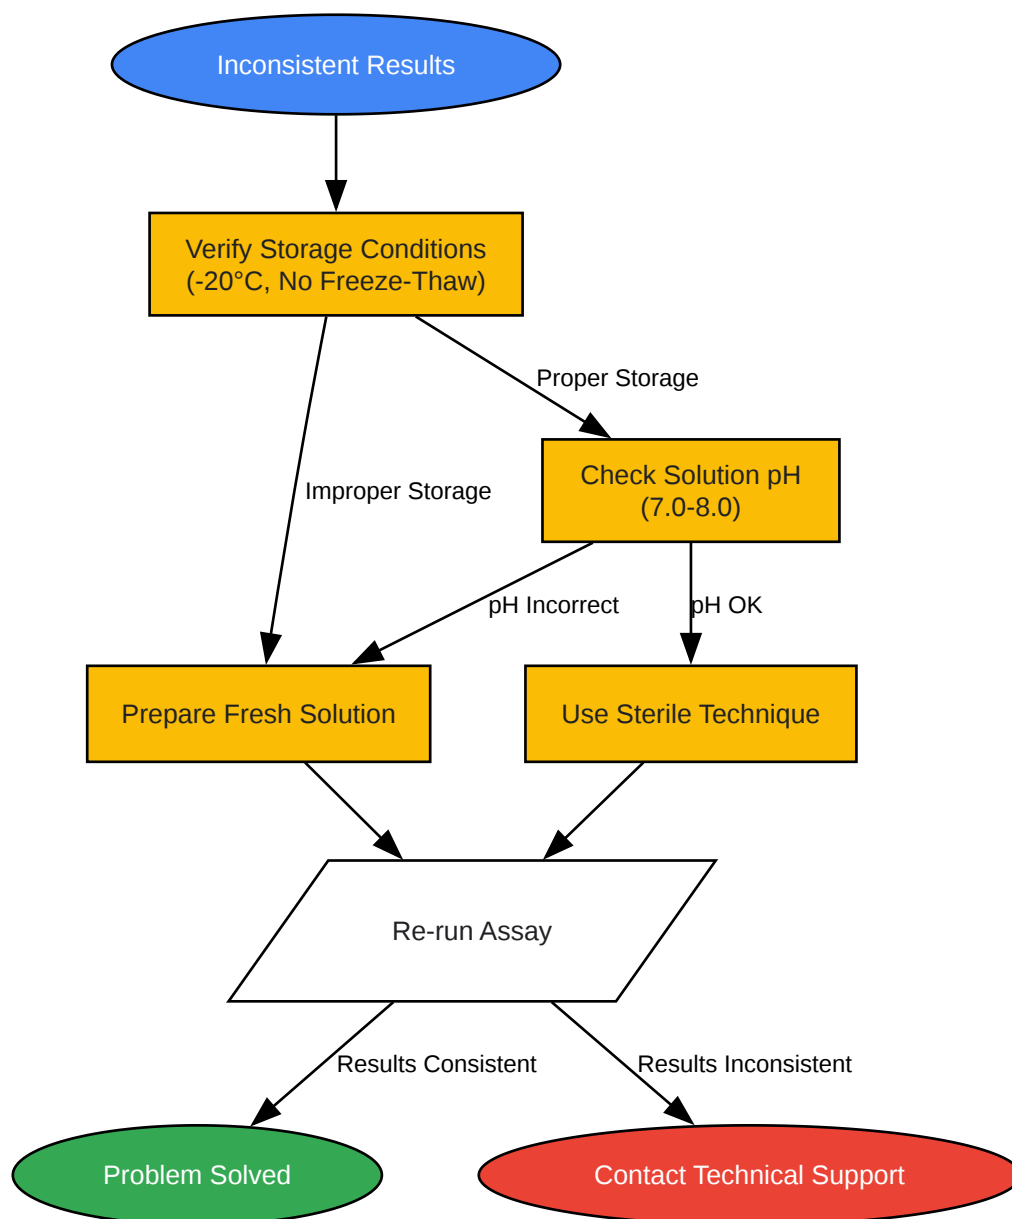 Inconsistent Results
Verify Storage Conditions
(-20°C, No Freeze-Thaw)
Proper Storage
Check Solution pH
(7.0-8.0)
Improper Storage
pH Incorrect
pH OK
Prepare Fresh Solution
Use Sterile Technique
Re-run Assay
Results Consistent
Results Inconsistent
Problem Solved
Contact Technical Support